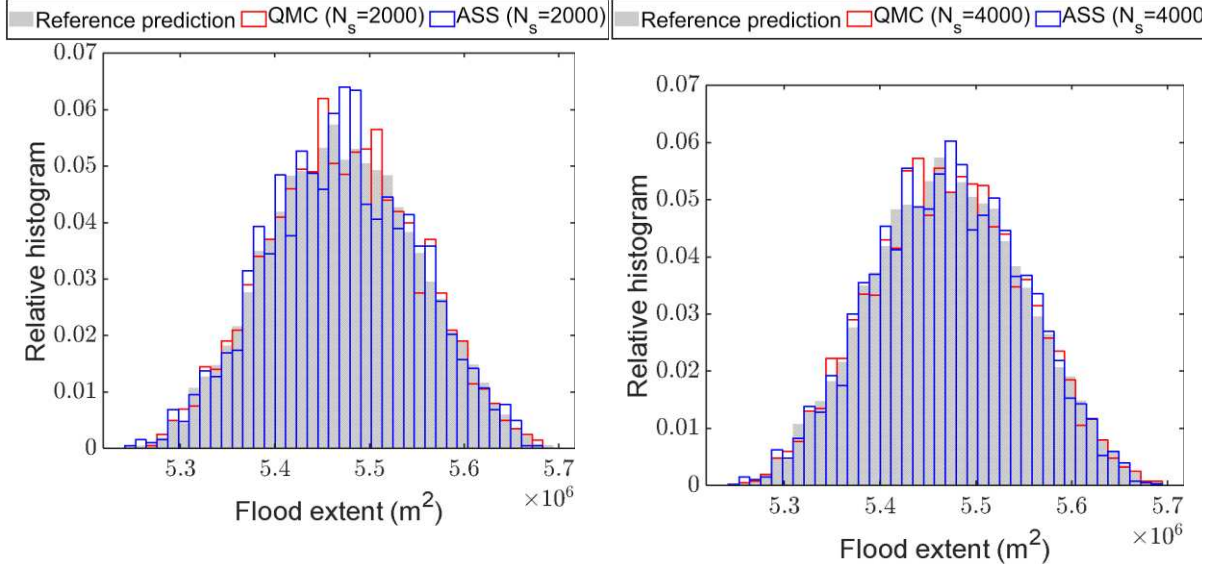 Reference prediction QMC (N_s=2000) ASS (N_s=2000)
0.07
0.06
0.05
0.04
0.03
0.02
0.01
0
Relative histogram
5.3 5.4 5.5 5.6 5.7
×10^6
Flood extent (m^2)
Reference prediction QMC (N_s=4000) ASS (N_s=4000
0.07
0.06
0.05
0.04
0.03
0.02
0.01
0
Relative histogram
5.3 5.4 5.5 5.6 5.7
×10^6
Flood extent (m^2)